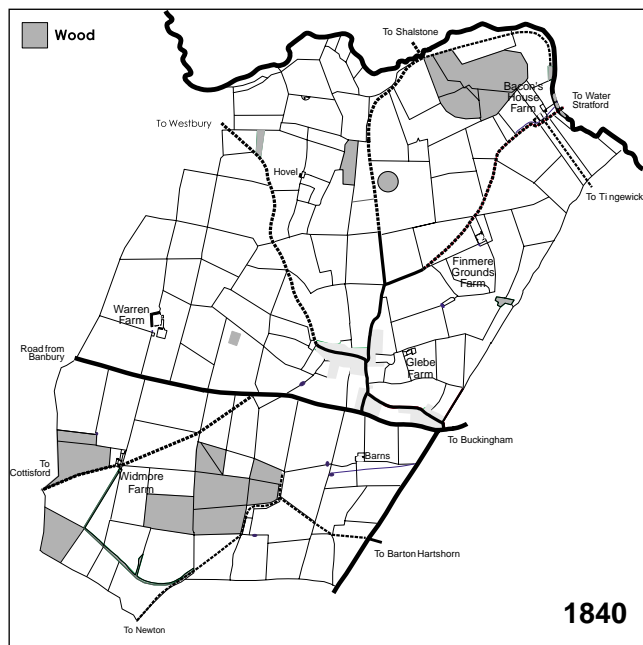 Wood
To Shalstone
Bacon's
House
Farm
To Water
Stratford
To Westbury
Hovel
To Tingewick
Finmere
Grounds
Farm
Warren
Farm
Road from
Banbury
Glebe
Farm
To Buckingham
To
Cottisford
Widmore
Farm
Barns
To Barton Hartshorn
To Newton
1840